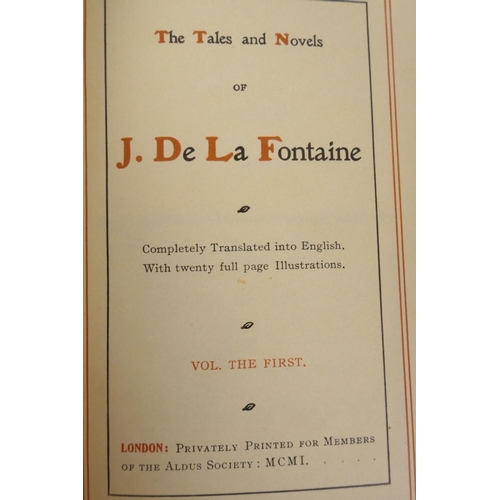 The Tales and Novels
OF
J. De La Fontaine
Completely Translated into English.
With twenty full page Illustrations.
VOL. THE FIRST.
LONDON: Privately Printed for Members
of the Aldus Society: MCMI. . . . .